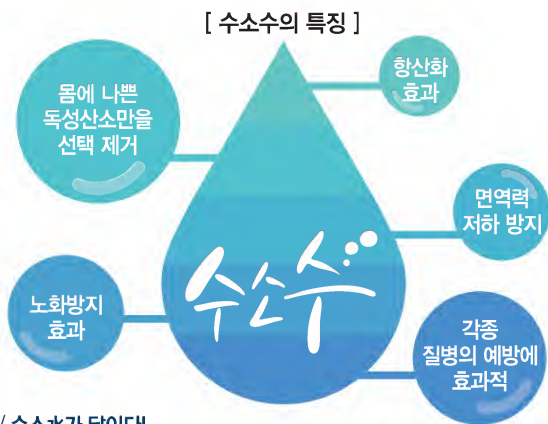 [ 수소수의 특징 ]
몸에 나쁜
독성산소만을
선택 제거
항산화
효과
면역력
저하 방지
수소수
노화방지
효과
각종
질병의 예방에
효과적